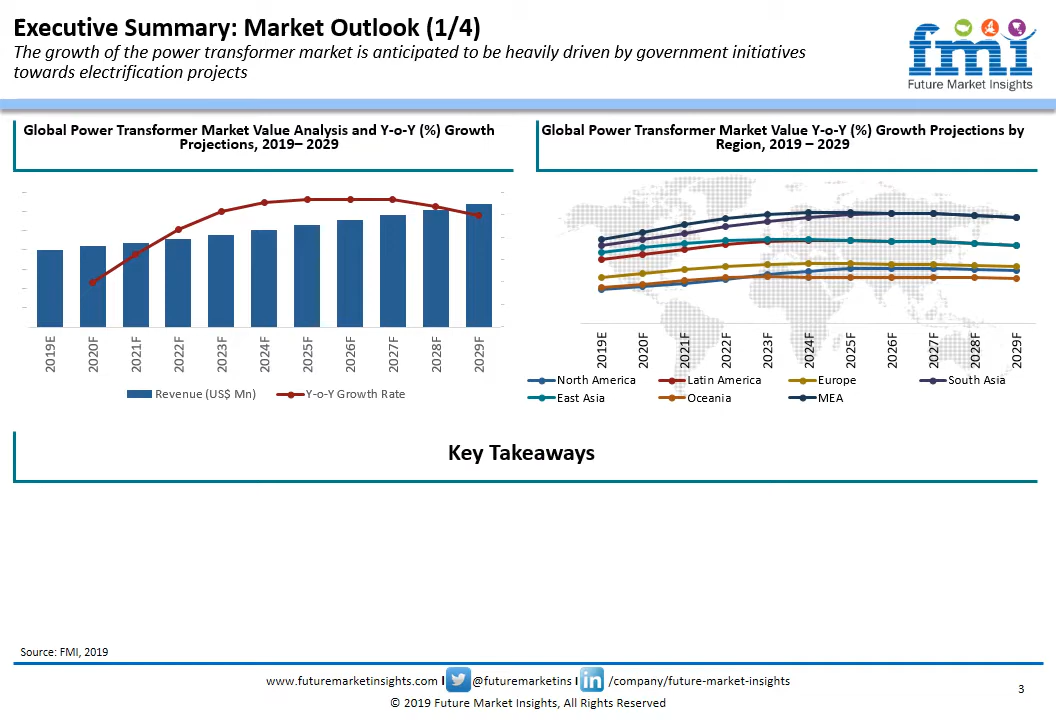 Executive Summary: Market Outlook (1/4)
The growth of the power transformer market is anticipated to be heavily driven by government initiatives
towards electrification projects
fmi
Future Market Insights
Global Power Transformer Market Value Analysis and Y-o-Y (%) Growth
Projections, 2019– 2029
2019E
2020F
2021F
2022F
2023F
2024F
2025F
2026F
2027F
2028F
2029F
Revenue (US$ Mn)
Y-o-Y Growth Rate
Global Power Transformer Market Value Y-o-Y (%) Growth Projections by
Region, 2019 – 2029
2019E
2020F
2021F
2022F
2023F
2024F
2025F
2026F
2027F
2028F
2029F
North America
Latin America
Europe
South Asia
East Asia
Oceania
MEA
Key Takeaways
Source: FMI, 2019
www.futuremarketinsights.com I @futuremarketins I in /company/future-market-insights
© 2019 Future Market Insights, All Rights Reserved
3